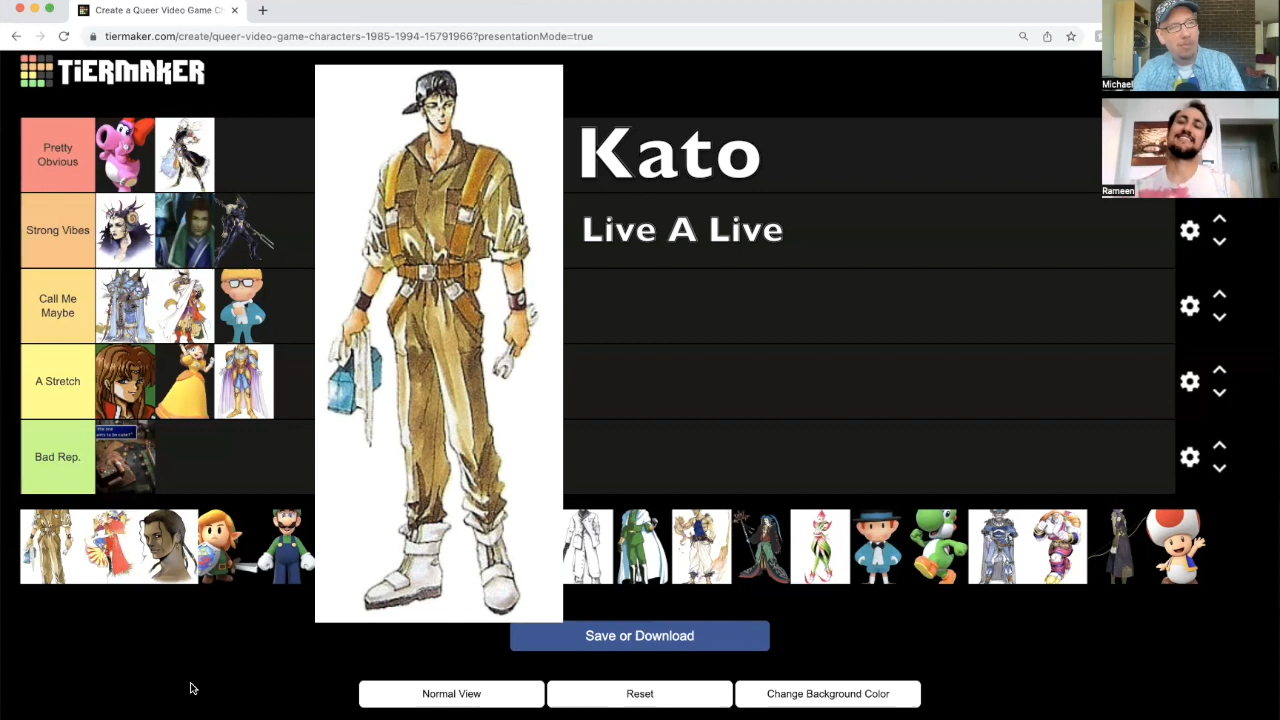 Create a Queer Video Game Ch
tiermaker.com/create/queer-video-game-characters-1985-1994-15791966?presentationMode=true
TiERMAKER
Michael
Rameen
Pretty
Obvious
Kato
Strong Vibes
Live A Live
Call Me
Maybe
A Stretch
Bad Rep.
Save or Download
Normal View
Reset
Change Background Color